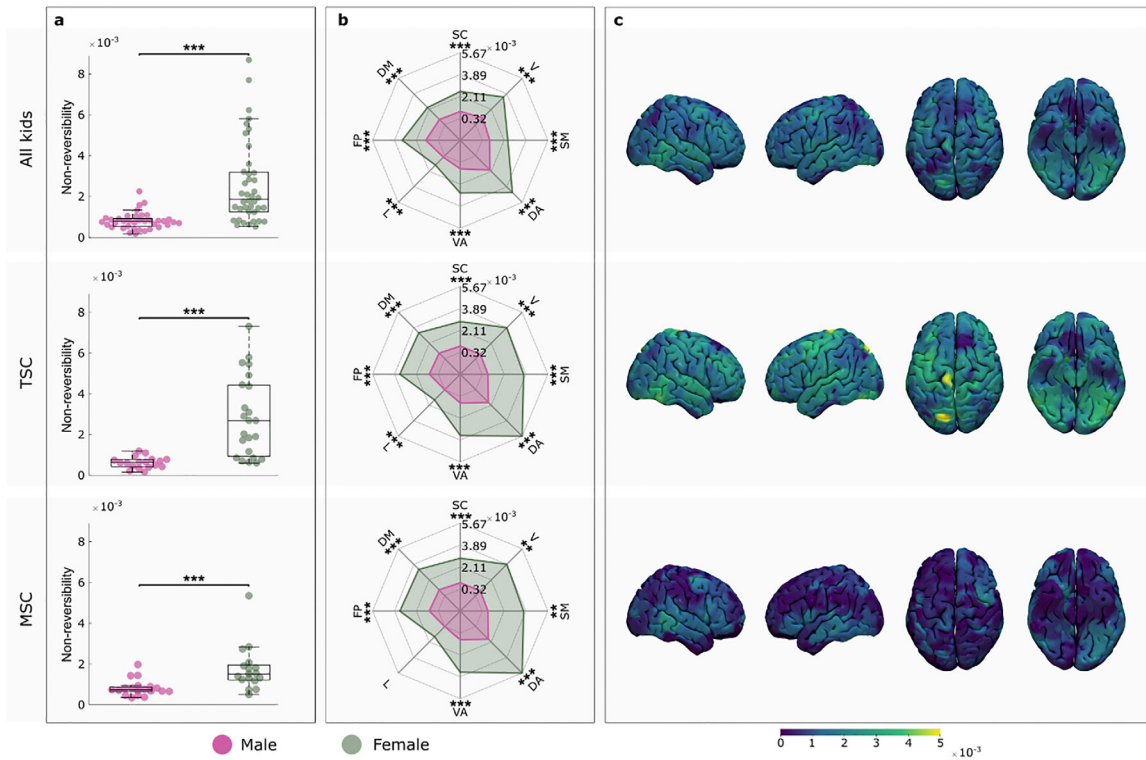 a
b
c
All kids
× 10⁻³
8
6
4
2
0
Non-reversibility
***
SC
***
5.67 × 10⁻³
3.89
2.11
0.32
V
***
SM
***
DA
***
VA
***
L
***
FP
***
DM
***
TSC
× 10⁻³
8
6
4
2
0
Non-reversibility
***
SC
***
5.67 × 10⁻³
3.89
2.11
0.32
V
***
SM
***
DA
***
VA
***
L
***
FP
***
DM
***
MSC
× 10⁻³
8
6
4
2
0
Non-reversibility
***
SC
***
5.67 × 10⁻³
3.89
2.11
0.32
V
**
SM
**
DA
***
VA
***
L
FP
***
DM
***
Male
Female
0 1 2 3 4 5
× 10⁻³